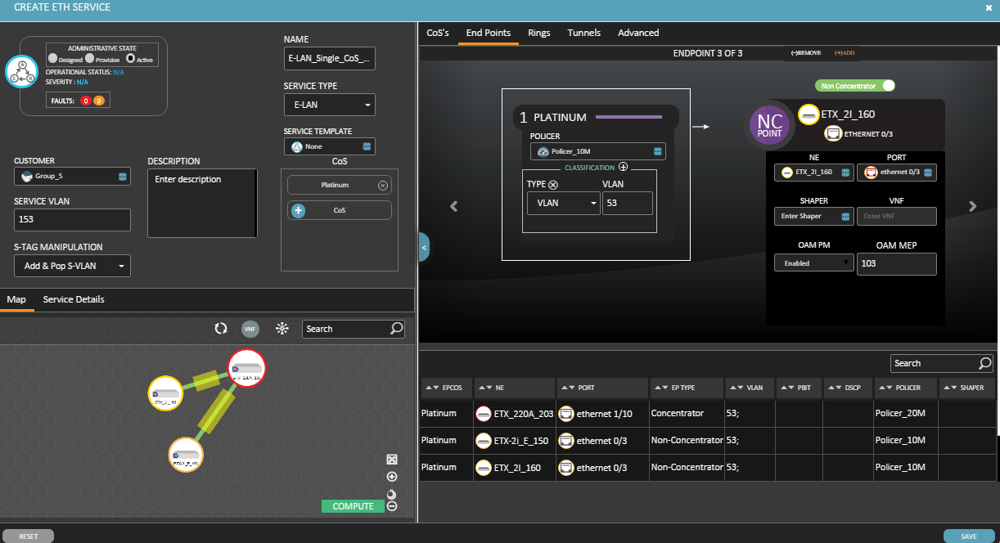 CREATE ETH SERVICE
ADMINISTRATIVE STATE
Designed Provision Active
OPERATIONAL STATUS: N/A
SEVERITY : N/A
FAULTS: 0 0
A
C B
NAME
E-LAN_Single_CoS_...
SERVICE TYPE
E-LAN
SERVICE TEMPLATE
None
CUSTOMER
Group_5
DESCRIPTION
Enter description
SERVICE VLAN
153
S-TAG MANIPULATION
Add & Pop S-VLAN
CoS
Platinum
CoS
Map Service Details
VNF
Search
ETX_2I_160
COMPUTE
RESET
CoS's End Points Rings Tunnels Advanced
ENDPOINT 3 OF 3
(-)REMOVE (+)ADD
1 PLATINUM
POLICER
Policer_10M
CLASSIFICATION
TYPE VLAN
VLAN 53
Non Concentrator
NC
POINT
ETX_2I_160
ETHERNET 0/3
NE PORT
ETX_2I_160 ethernet 0/3
SHAPER VNF
Enter Shaper Enter VNF
OAM PM OAM MEP
Enabled 103
<
Search
EPCOS NE PORT EP TYPE VLAN PBIT DSCP POLICER SHAPER
Platinum ETX_220A_203 ethernet 1/10 Concentrator 53; Policer_20M
Platinum ETX-2i_E_150 ethernet 0/3 Non-Concentrator 53; Policer_10M
Platinum ETX_2I_160 ethernet 0/3 Non-Concentrator 53; Policer_10M
SAVE